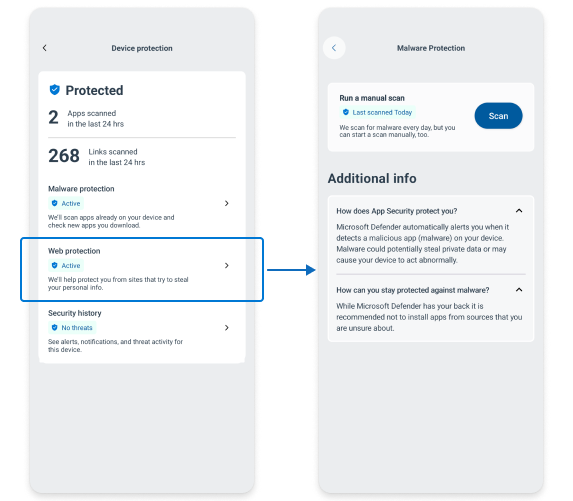 Device protection
Protected
2 Apps scanned
in the last 24 hrs
268 Links scanned
in the last 24 hrs
Malware protection
Active
We'll scan apps already on your device and
check new apps you download.
Web protection
Active
We'll help protect you from sites that try to steal
your personal info.
Security history
No threats
See alerts, notifications, and threat activity for
this device.
Malware Protection
Run a manual scan
Last scanned Today
We scan for malware every day, but you
can start a scan manually, too.
Scan
Additional info
How does App Security protect you?
Microsoft Defender automatically alerts you when it
detects a malicious app (malware) on your device.
Malware could potentially steal private data or may
cause your device to act abnormally.
How can you stay protected against malware?
While Microsoft Defender has your back it is
recommended not to install apps from sources that you
are unsure about.